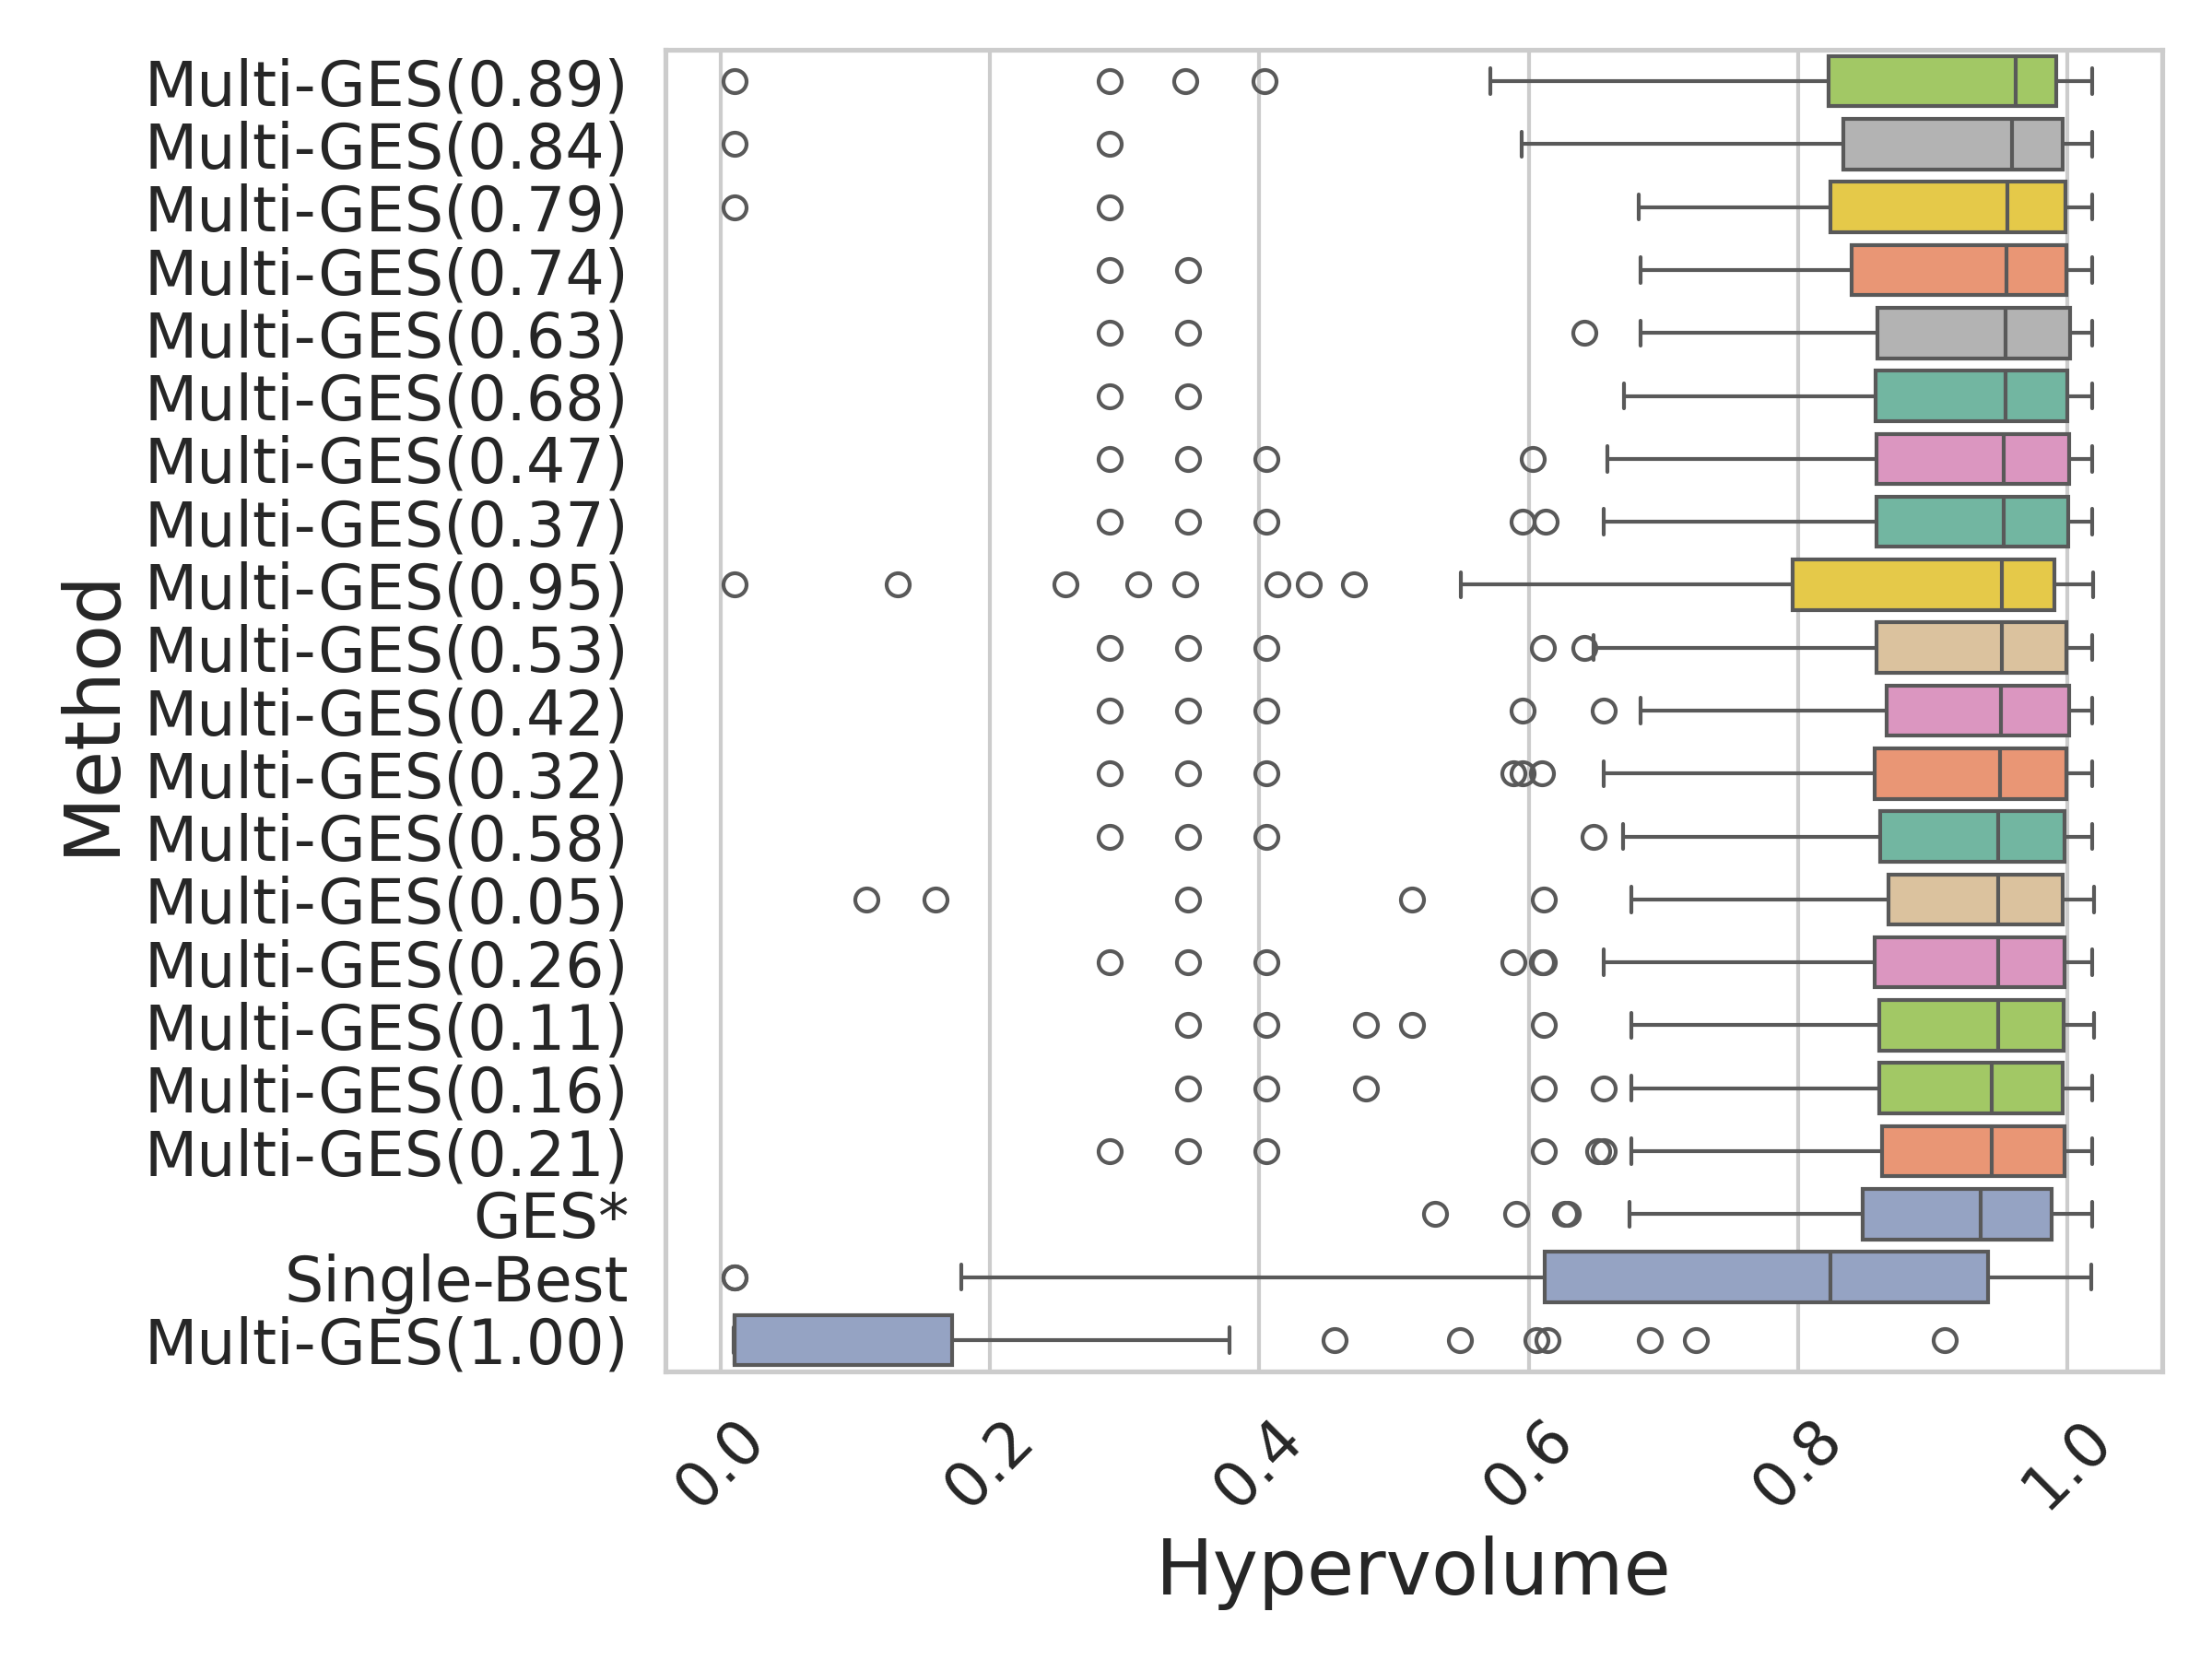 Method
Multi-GES(0.89)
Multi-GES(0.84)
Multi-GES(0.79)
Multi-GES(0.74)
Multi-GES(0.63)
Multi-GES(0.68)
Multi-GES(0.47)
Multi-GES(0.37)
Multi-GES(0.95)
Multi-GES(0.53)
Multi-GES(0.42)
Multi-GES(0.32)
Multi-GES(0.58)
Multi-GES(0.05)
Multi-GES(0.26)
Multi-GES(0.11)
Multi-GES(0.16)
Multi-GES(0.21)
GES*
Single-Best
Multi-GES(1.00)
0.0 0.2 0.4 0.6 0.8 1.0
Hypervolume